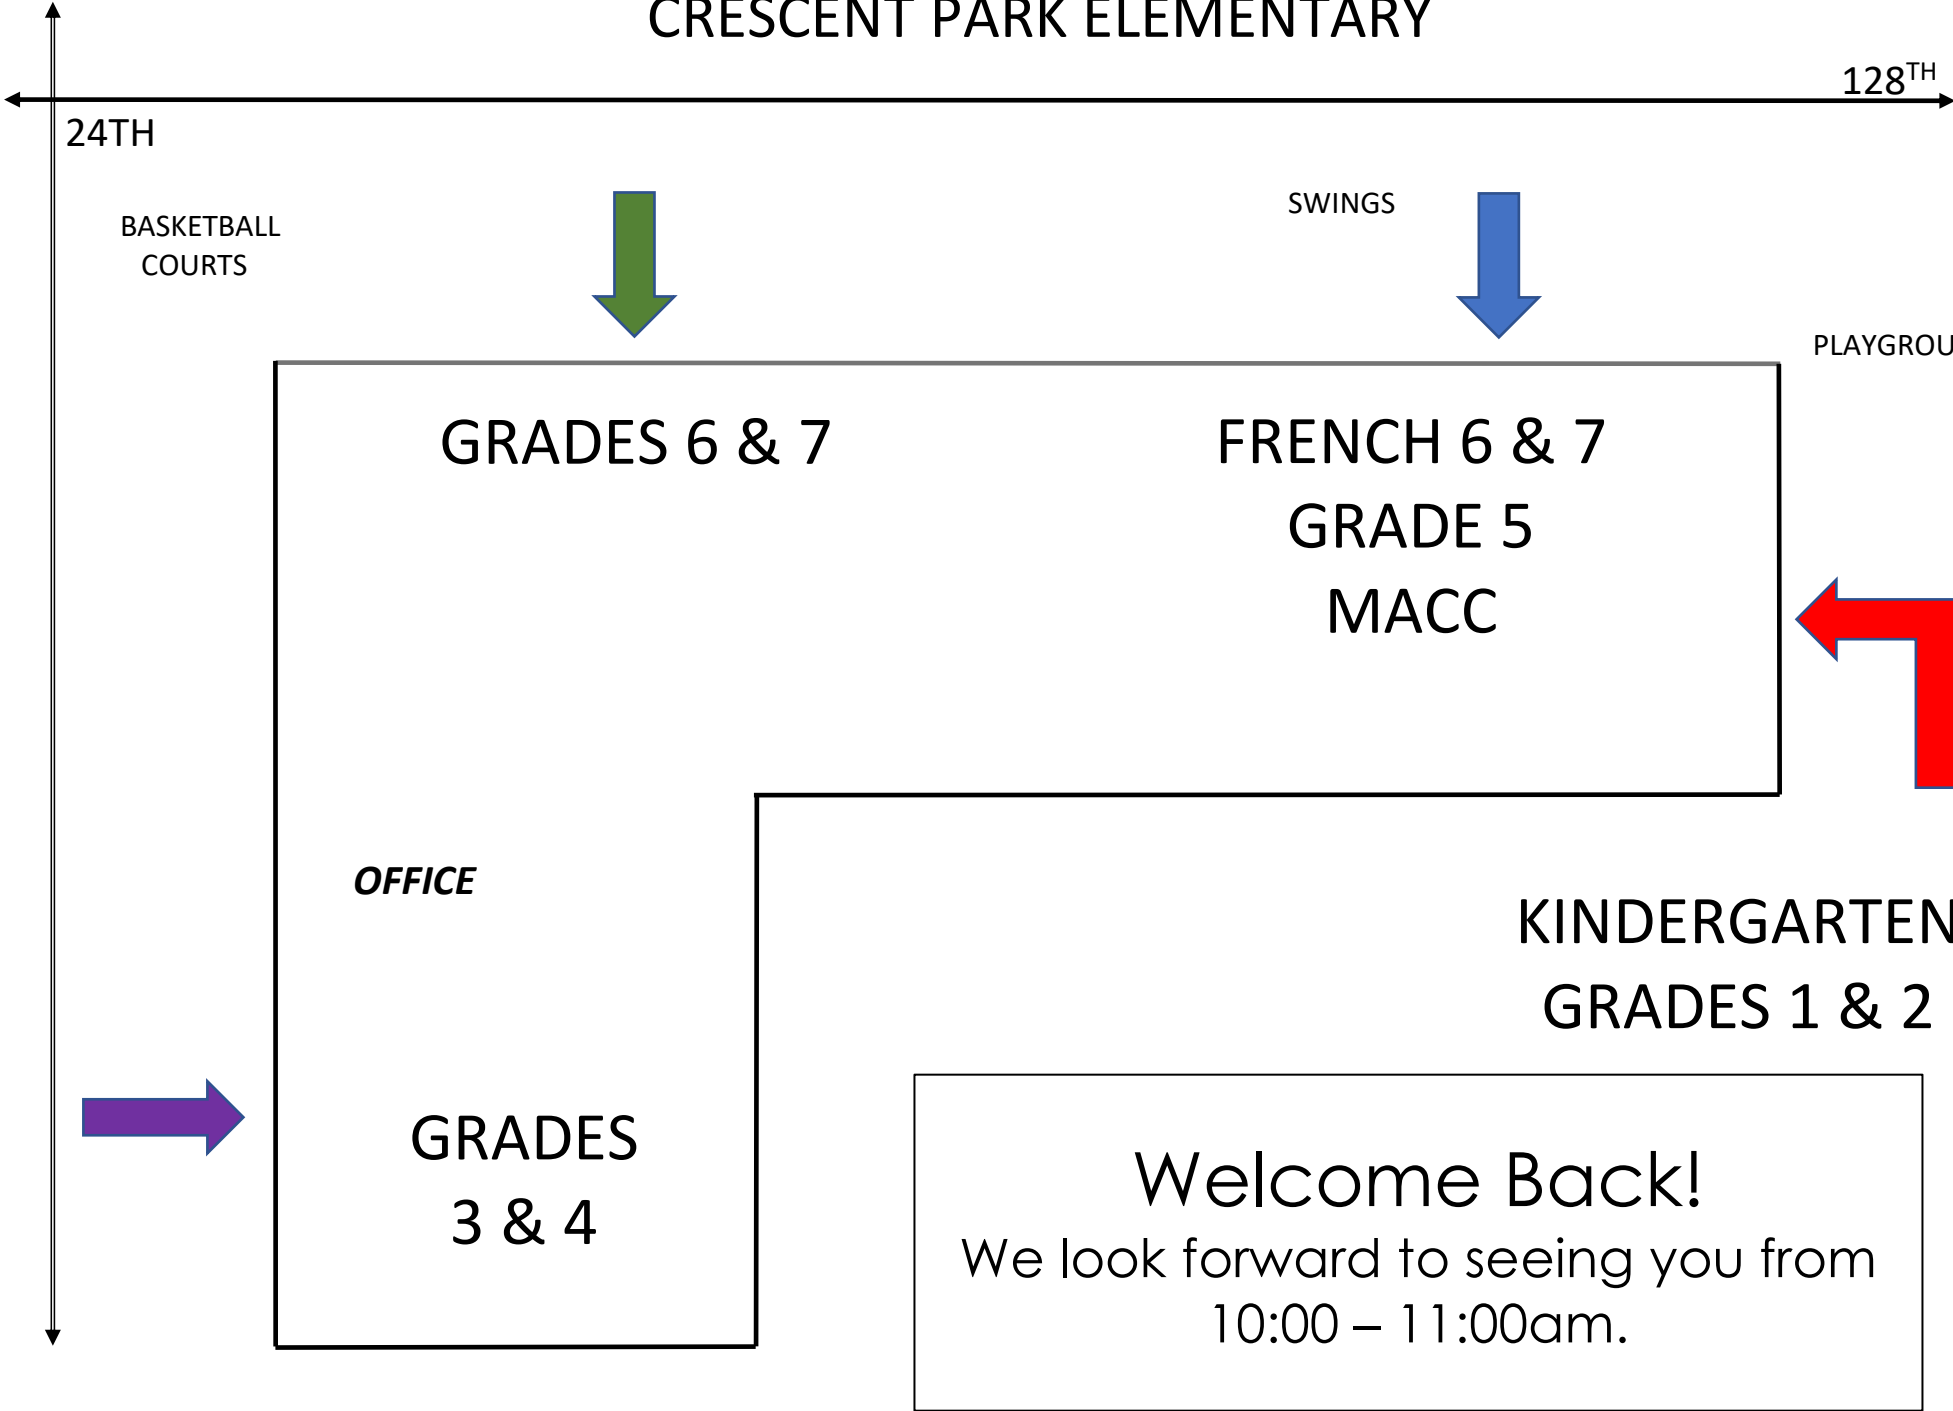 CRESCENT PARK ELEMENTARY
128TH
24TH
BASKETBALL
COURTS
SWINGS
PLAYGROU
GRADES 6 & 7
FRENCH 6 & 7
GRADE 5
MACC
OFFICE
KINDERGARTEN
GRADES 1 & 2
GRADES
3 & 4
Welcome Back!
We look forward to seeing you from
10:00 – 11:00am.